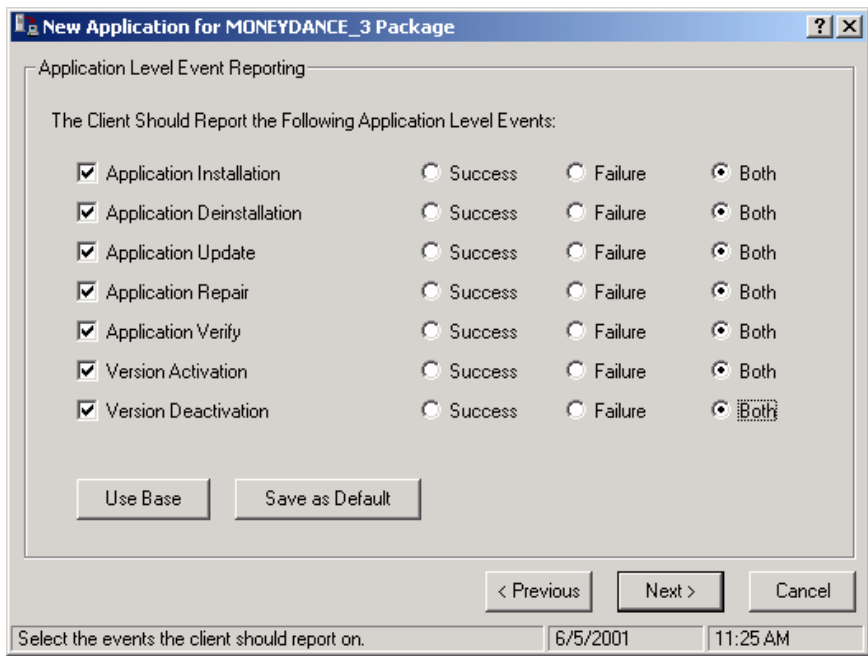 New Application for MONEYDANCE_3 Package
Application Level Event Reporting
The Client Should Report the Following Application Level Events:
Application Installation Success Failure Both
Application Deinstallation Success Failure Both
Application Update Success Failure Both
Application Repair Success Failure Both
Application Verify Success Failure Both
Version Activation Success Failure Both
Version Deactivation Success Failure Both
Use Base Save as Default
< Previous Next > Cancel
Select the events the client should report on. 6/5/2001 11:25 AM